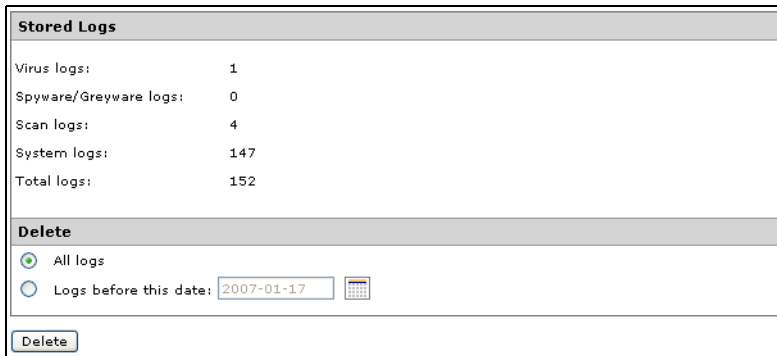 Stored Logs
Virus logs: 1
Spyware/Greyware logs: 0
Scan logs: 4
System logs: 147
Total logs: 152
Delete
All logs
Logs before this date: 2007-01-17
Delete